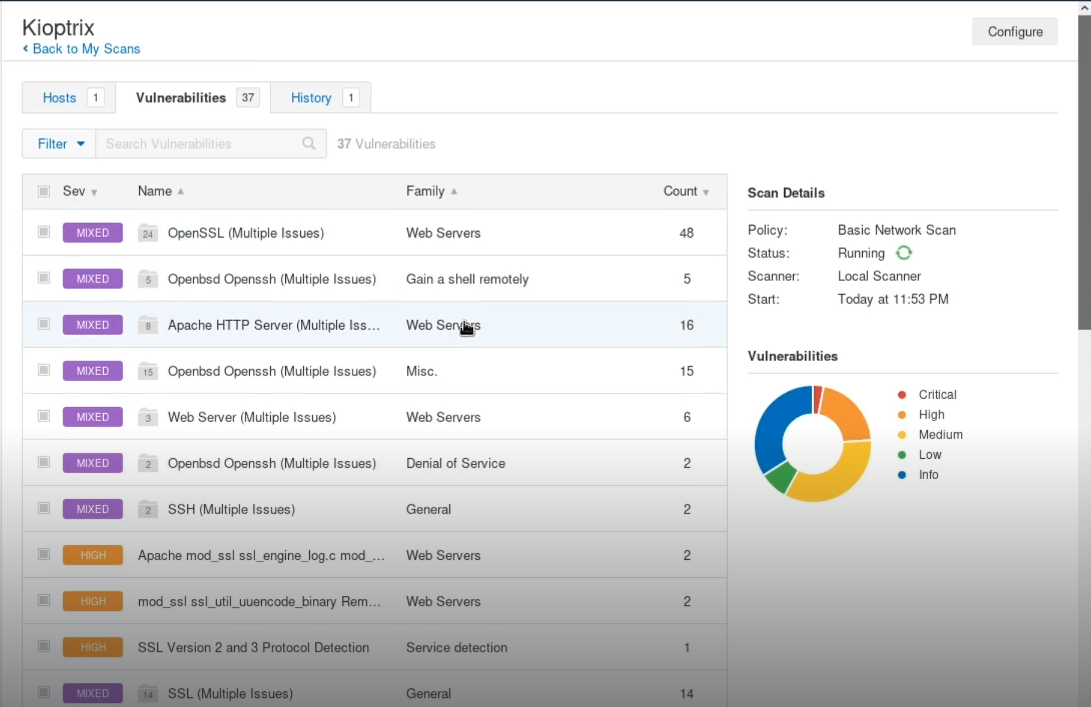 Kioptrix
Back to My Scans
Configure
Hosts 1 Vulnerabilities 37 History 1
Filter Search Vulnerabilities 37 Vulnerabilities
Sev Name Family Count
MIXED 24 OpenSSL (Multiple Issues) Web Servers 48
MIXED 5 Openbsd Openssh (Multiple Issues) Gain a shell remotely 5
MIXED 8 Apache HTTP Server (Multiple Iss... Web Servers 16
MIXED 15 Openbsd Openssh (Multiple Issues) Misc. 15
MIXED 3 Web Server (Multiple Issues) Web Servers 6
MIXED 2 Openbsd Openssh (Multiple Issues) Denial of Service 2
MIXED 2 SSH (Multiple Issues) General 2
HIGH Apache mod_ssl ssl_engine_log.c mod_... Web Servers 2
HIGH mod_ssl ssl_util_uuencode_binary Rem... Web Servers 2
HIGH SSL Version 2 and 3 Protocol Detection Service detection 1
MIXED 14 SSL (Multiple Issues) General 14
Scan Details
Policy: Basic Network Scan
Status: Running
Scanner: Local Scanner
Start: Today at 11:53 PM
Vulnerabilities
Critical
High
Medium
Low
Info